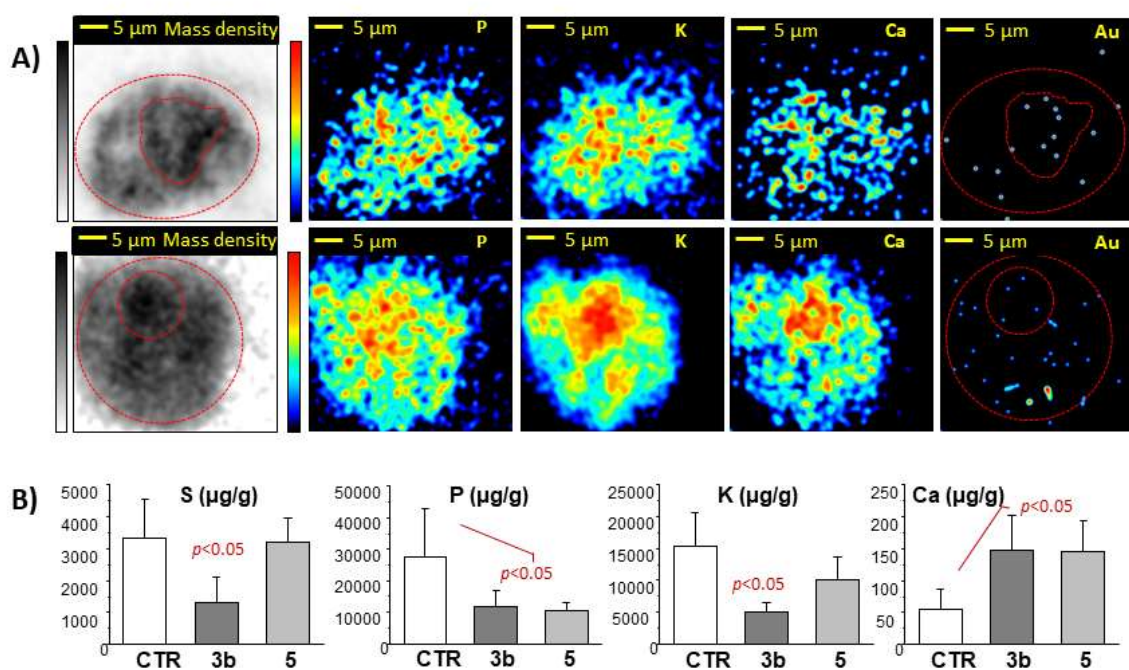 A)
5 µm Mass density
5 µm P
5 µm K
5 µm Ca
5 µm Au
5 µm Mass density
5 µm P
5 µm K
5 µm Ca
5 µm Au
B)
S (µg/g)
5000
4000
3000
2000
1000
0
p<0.05
CTR 3b 5
P (µg/g)
50000
40000
30000
20000
10000
0
p<0.05
CTR 3b 5
K (µg/g)
25000
20000
15000
10000
5000
0
p<0.05
CTR 3b 5
Ca (µg/g)
250
200
150
100
50
0
p<0.05
CTR 3b 5